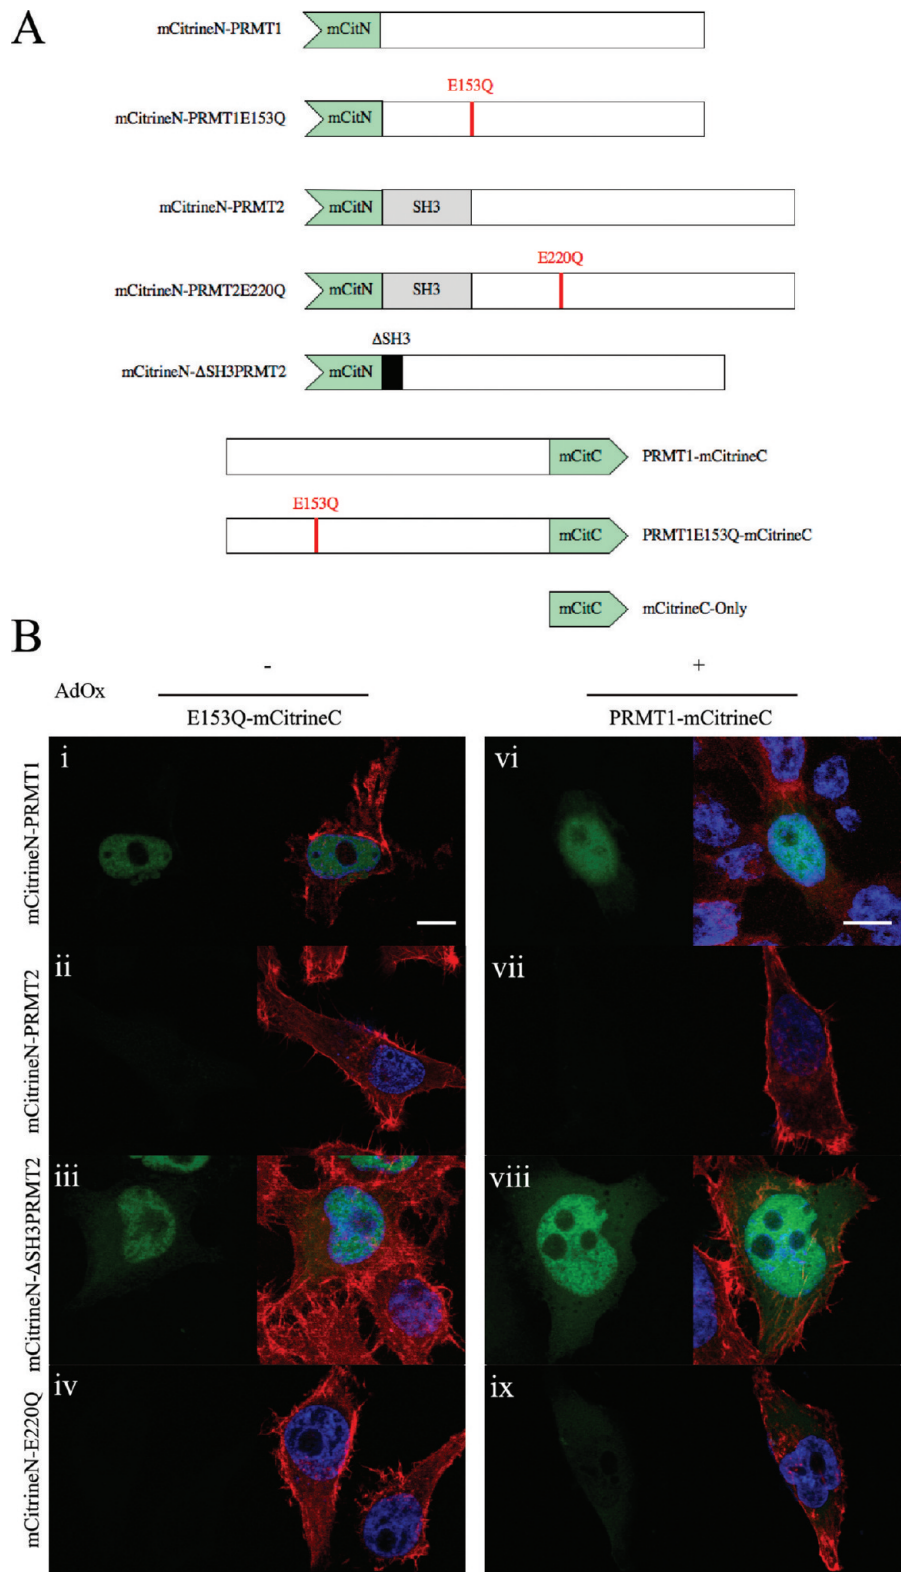 A
mCitrineN-PRMT1
mCitN
E153Q
mCitrineN-PRMT1E153Q
mCitN
mCitrineN-PRMT2
mCitN
SH3
E220Q
mCitrineN-PRMT2E220Q
mCitN
SH3
ΔSH3
mCitrineN-ΔSH3PRMT2
mCitN
mCitC
PRMT1-mCitrineC
E153Q
mCitC
PRMT1E153Q-mCitrineC
mCitC
mCitrineC-Only
B
AdOx
-
+
E153Q-mCitrineC
PRMT1-mCitrineC
mCitrineN-PRMT1
i
vi
mCitrineN-PRMT2
ii
vii
mCitrineN-ΔSH3PRMT2
iii
viii
mCitrineN-E220Q
iv
ix